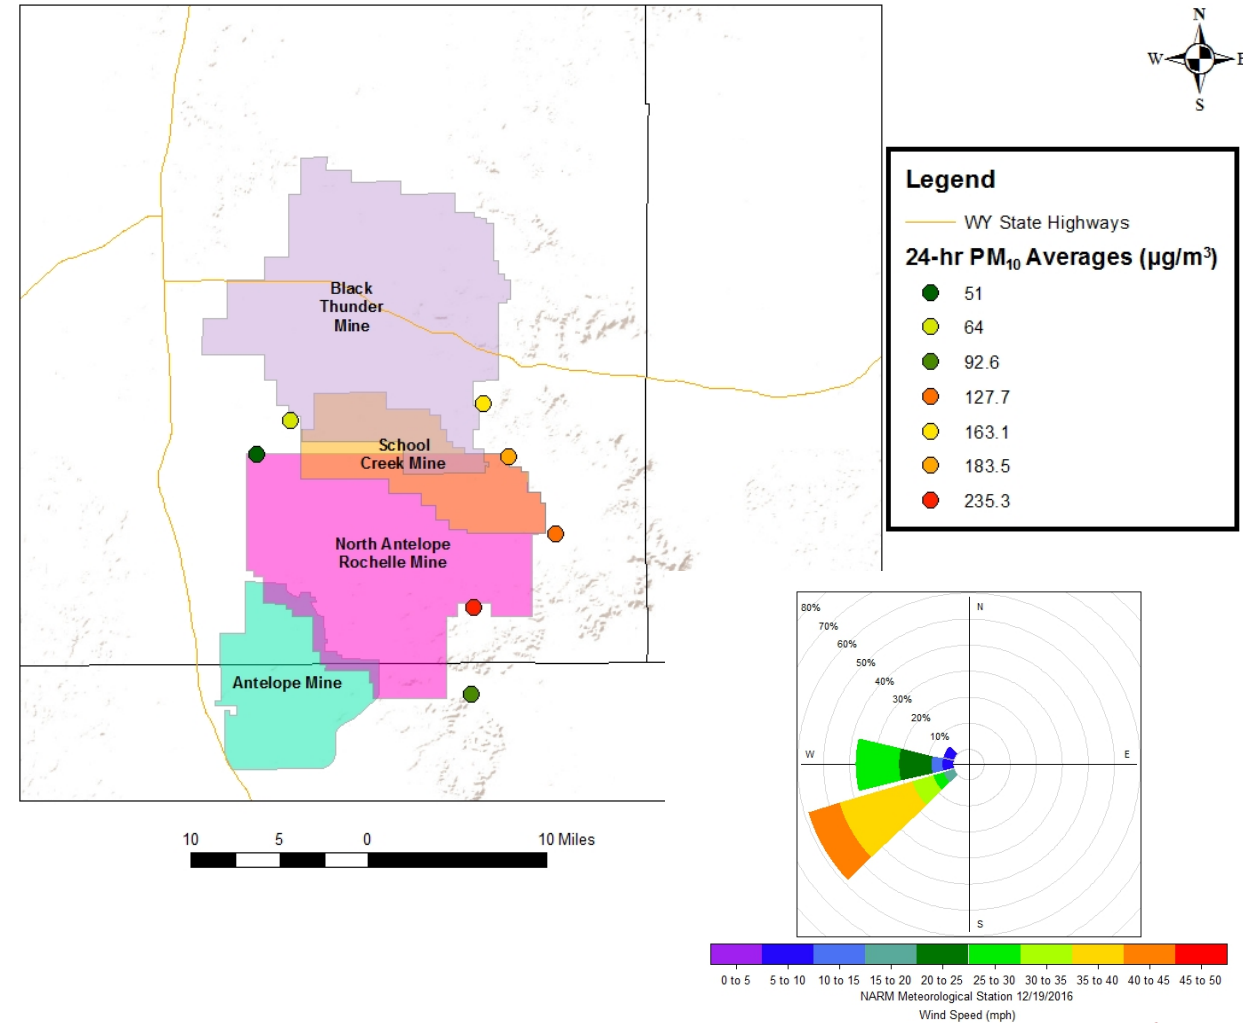 N
W E
S
Legend
WY State Highways
24-hr PM10 Averages (µg/m3)
51
64
92.6
127.7
163.1
183.5
235.3
Black
Thunder
Mine
School
Creek Mine
North Antelope
Rochelle Mine
Antelope Mine
10 5 0 10 Miles
80%
70%
60%
50%
40%
30%
20%
10%
N
W E
S
0 to 5 5 to 10 10 to 15 15 to 20 20 to 25 25 to 30 30 to 35 35 to 40 40 to 45 45 to 50
NARM Meteorological Station 12/19/2016
Wind Speed (mph)